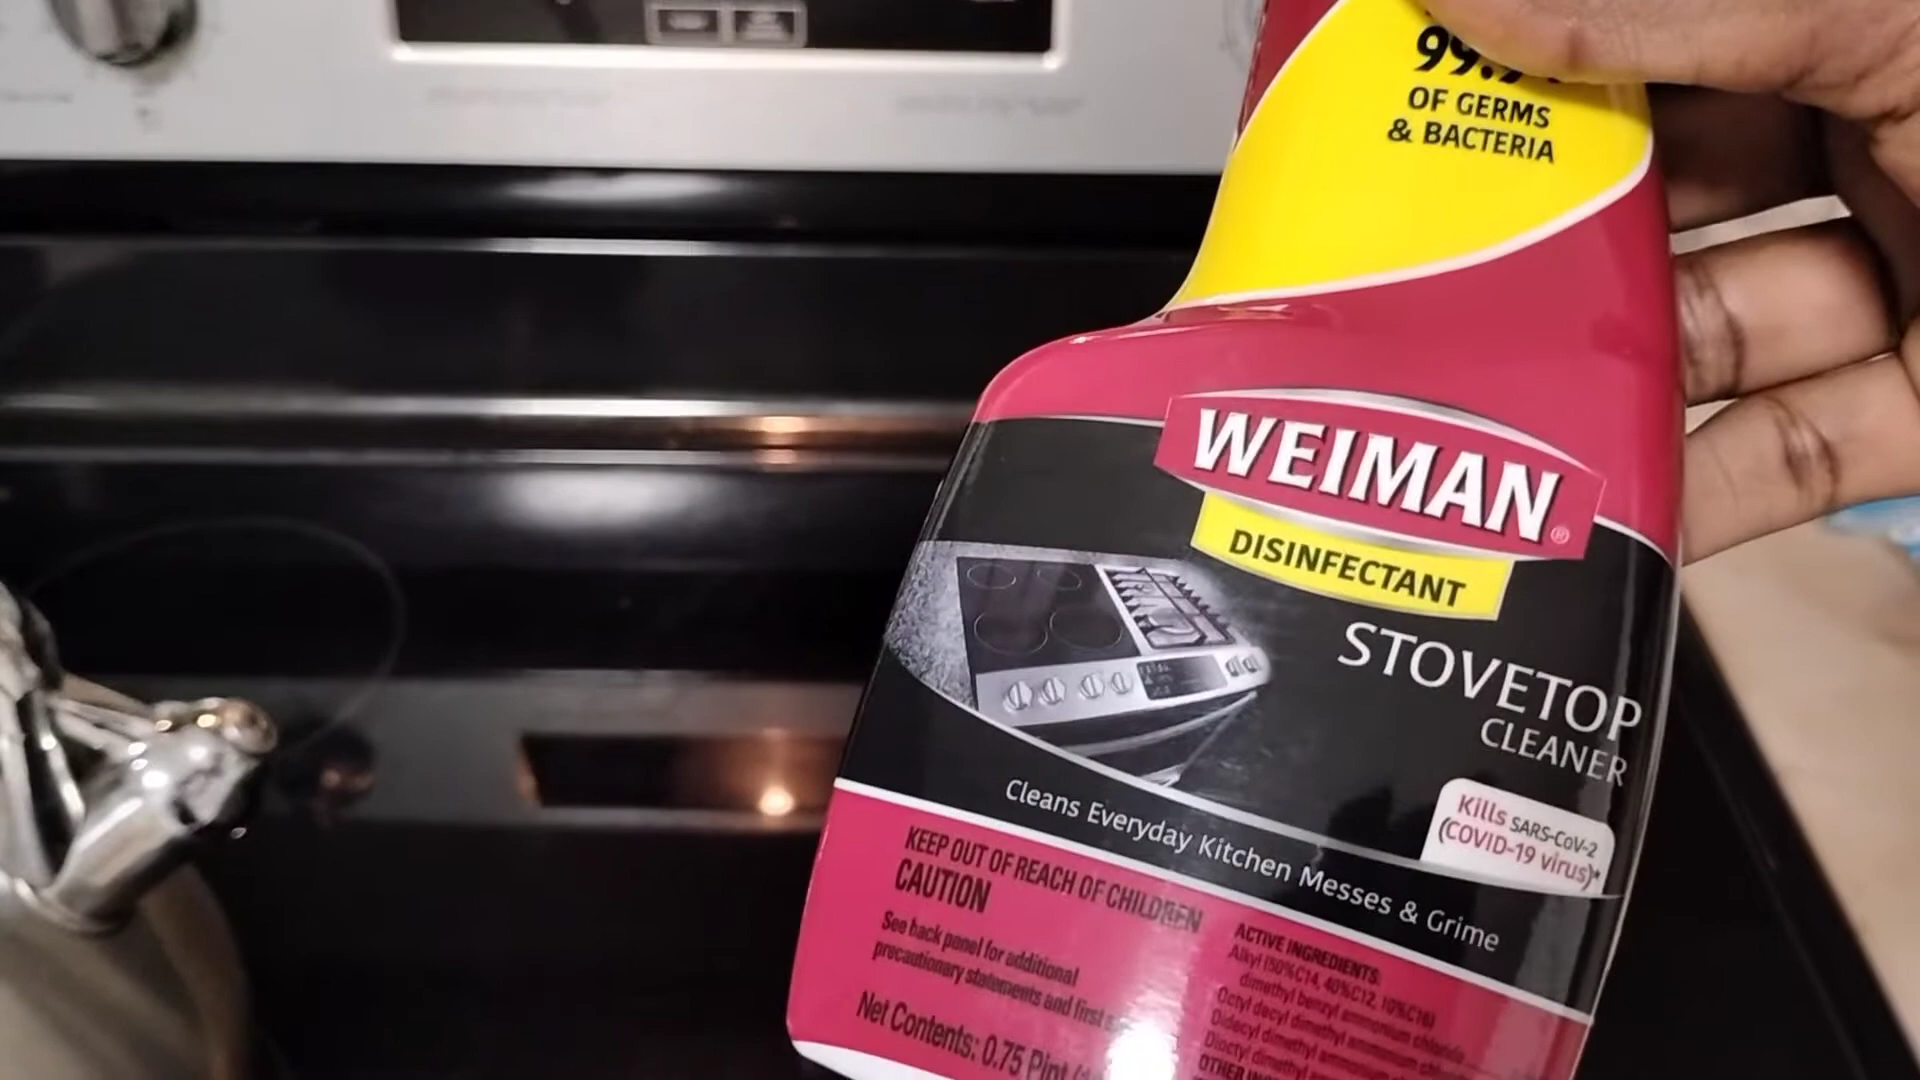 OF GERMS
& BACTERIA
WEIMAN®
DISINFECTANT
STOVETOP
CLEANER
Kills SARS-CoV-2
(COVID-19 virus)*
Cleans Everyday Kitchen Messes & Grime
KEEP OUT OF REACH OF CHILDREN
CAUTION
See back panel for additional
precautionary statements and first
Net Contents: 0.75 Pint
ACTIVE INGREDIENTS:
Alkyl (50%C14, 40%C12, 10%C16)
dimethyl benzyl ammonium chloride
Octyl decyl dimethyl ammonium chloride
Didecyl dimethyl ammonium
Dioctyl dimethyl
OTHER